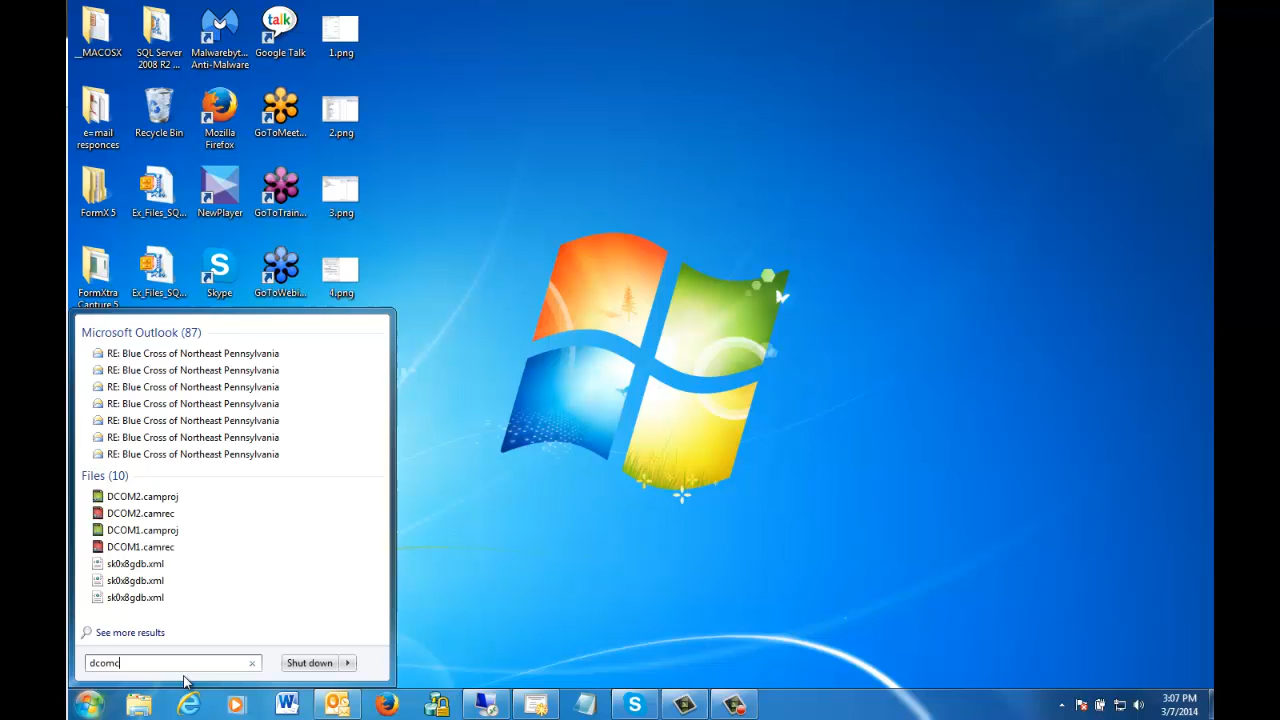 __MACOSX
SQL Server
2008 R2 ...
Malwarebyt...
Anti-Malware
talk
Google Talk
1.png
e=mail
responces
Recycle Bin
Mozilla
Firefox
GoToMeet...
2.png
FormX 5
Ex_Files_SQ...
NewPlayer
GoToTrain...
3.png
FormXtra
Capture 5
Ex_Files_SQ...
Skype
GoToWebi...
4.png
Microsoft Outlook (87)
RE: Blue Cross of Northeast Pennsylvania
RE: Blue Cross of Northeast Pennsylvania
RE: Blue Cross of Northeast Pennsylvania
RE: Blue Cross of Northeast Pennsylvania
RE: Blue Cross of Northeast Pennsylvania
RE: Blue Cross of Northeast Pennsylvania
RE: Blue Cross of Northeast Pennsylvania
Files (10)
DCOM2.camproj
DCOM2.camrec
DCOM1.camproj
DCOM1.camrec
sk0x8gdb.xml
sk0x8gdb.xml
sk0x8gdb.xml
See more results
dcomc
Shut down
3:07 PM
3/7/2014